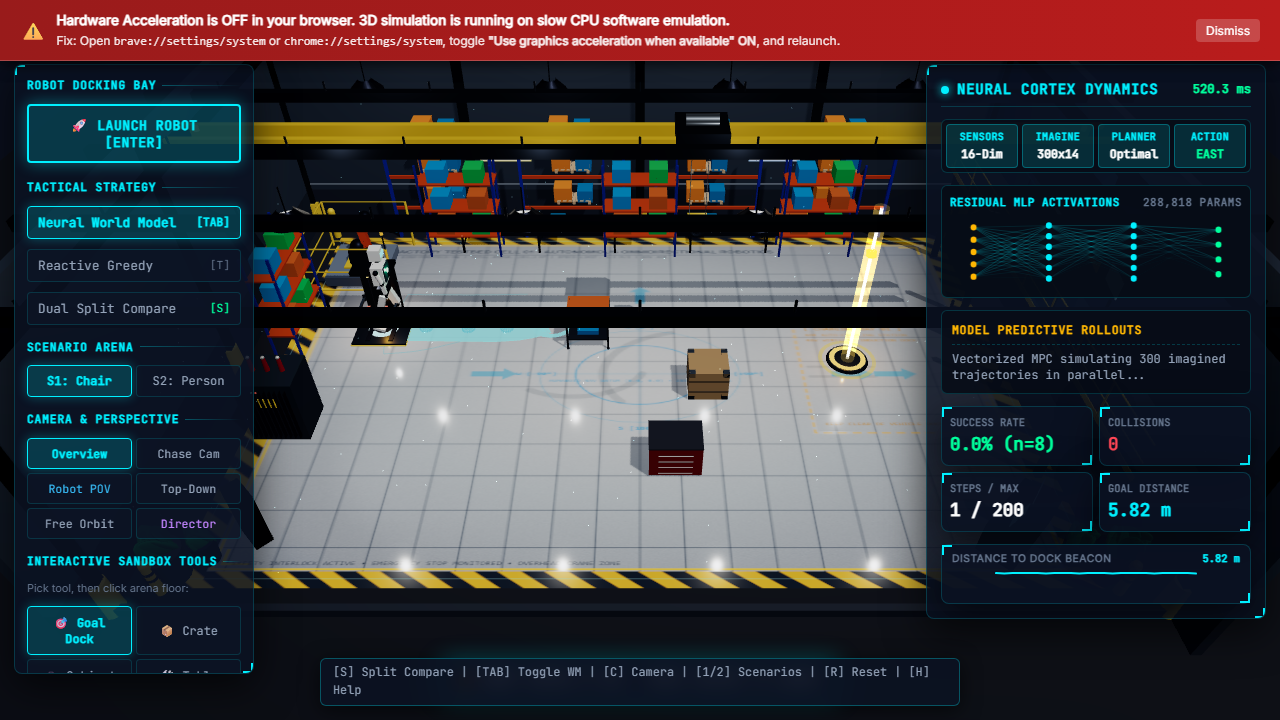 Hardware Acceleration is OFF in your browser. 3D simulation is running on slow CPU software emulation.
Fix: Open brave://settings/system or chrome://settings/system, toggle "Use graphics acceleration when available" ON, and relaunch.
Dismiss
ROBOT DOCKING BAY
🚀 LAUNCH ROBOT
[ENTER]
TACTICAL STRATEGY
Neural World Model [TAB]
Reactive Greedy [T]
Dual Split Compare [S]
SCENARIO ARENA
S1: Chair
S2: Person
CAMERA & PERSPECTIVE
Overview
Chase Cam
Robot POV
Top-Down
Free Orbit
Director
INTERACTIVE SANDBOX TOOLS
Pick tool, then click arena floor:
🎯 Goal
Dock
📦 Crate
NEURAL CORTEX DYNAMICS
520.3 ms
SENSORS
16-Dim
IMAGINE
300x14
PLANNER
Optimal
ACTION
EAST
RESIDUAL MLP ACTIVATIONS
288,818 PARAMS
MODEL PREDICTIVE ROLLOUTS
Vectorized MPC simulating 300 imagined
trajectories in parallel...
SUCCESS RATE
0.0% (n=8)
COLLISIONS
0
STEPS / MAX
1 / 200
GOAL DISTANCE
5.82 m
DISTANCE TO DOCK BEACON
5.82 m
[S] Split Compare | [TAB] Toggle WM | [C] Camera | [1/2] Scenarios | [R] Reset | [H]
Help